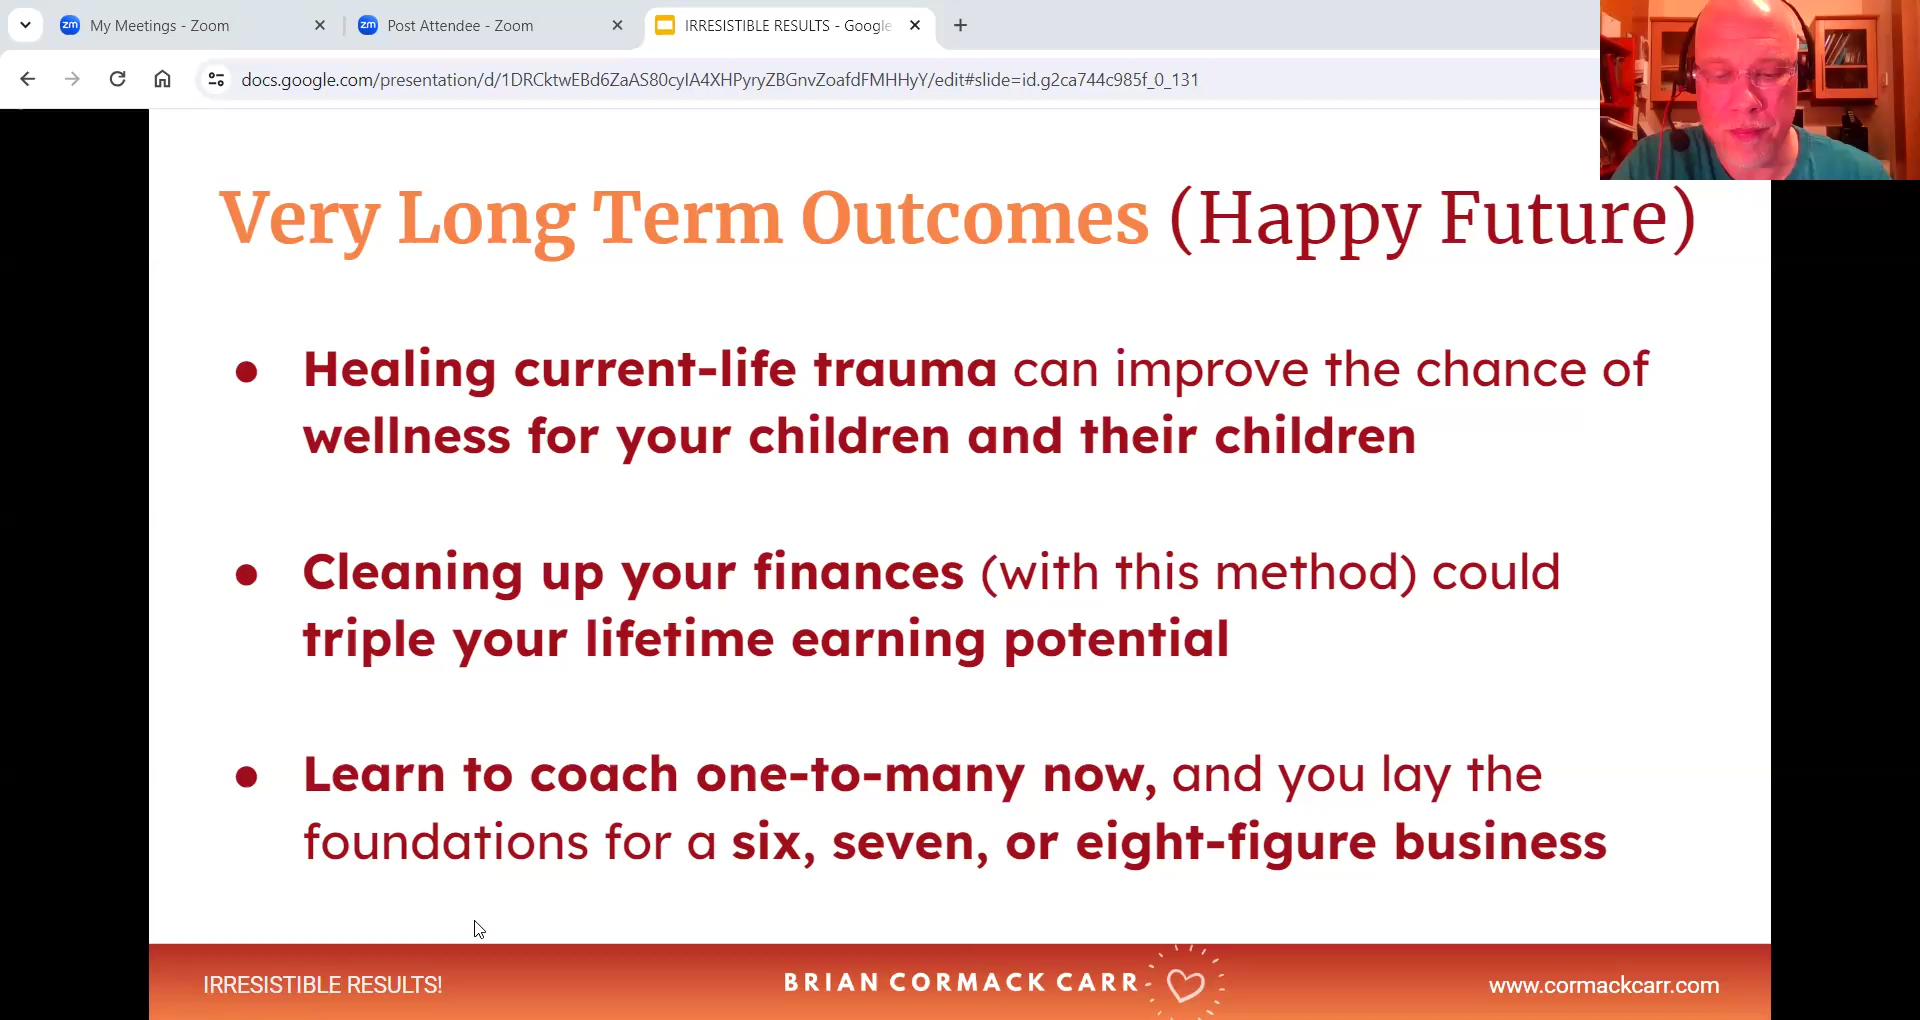 My Meetings - Zoom
Post Attendee - Zoom
IRRESISTIBLE RESULTS - Google
docs.google.com/presentation/d/1DRCktwEBd6ZaAS80cyIA4XHPyryZBGnvZoafdFMHHyY/edit#slide=id.g2ca744c985f_0_131
Very Long Term Outcomes (Happy Future)
● Healing current-life trauma can improve the chance of
wellness for your children and their children
● Cleaning up your finances (with this method) could
triple your lifetime earning potential
● Learn to coach one-to-many now, and you lay the
foundations for a six, seven, or eight-figure business
IRRESISTIBLE RESULTS!
BRIAN CORMACK CARR
www.cormackcarr.com